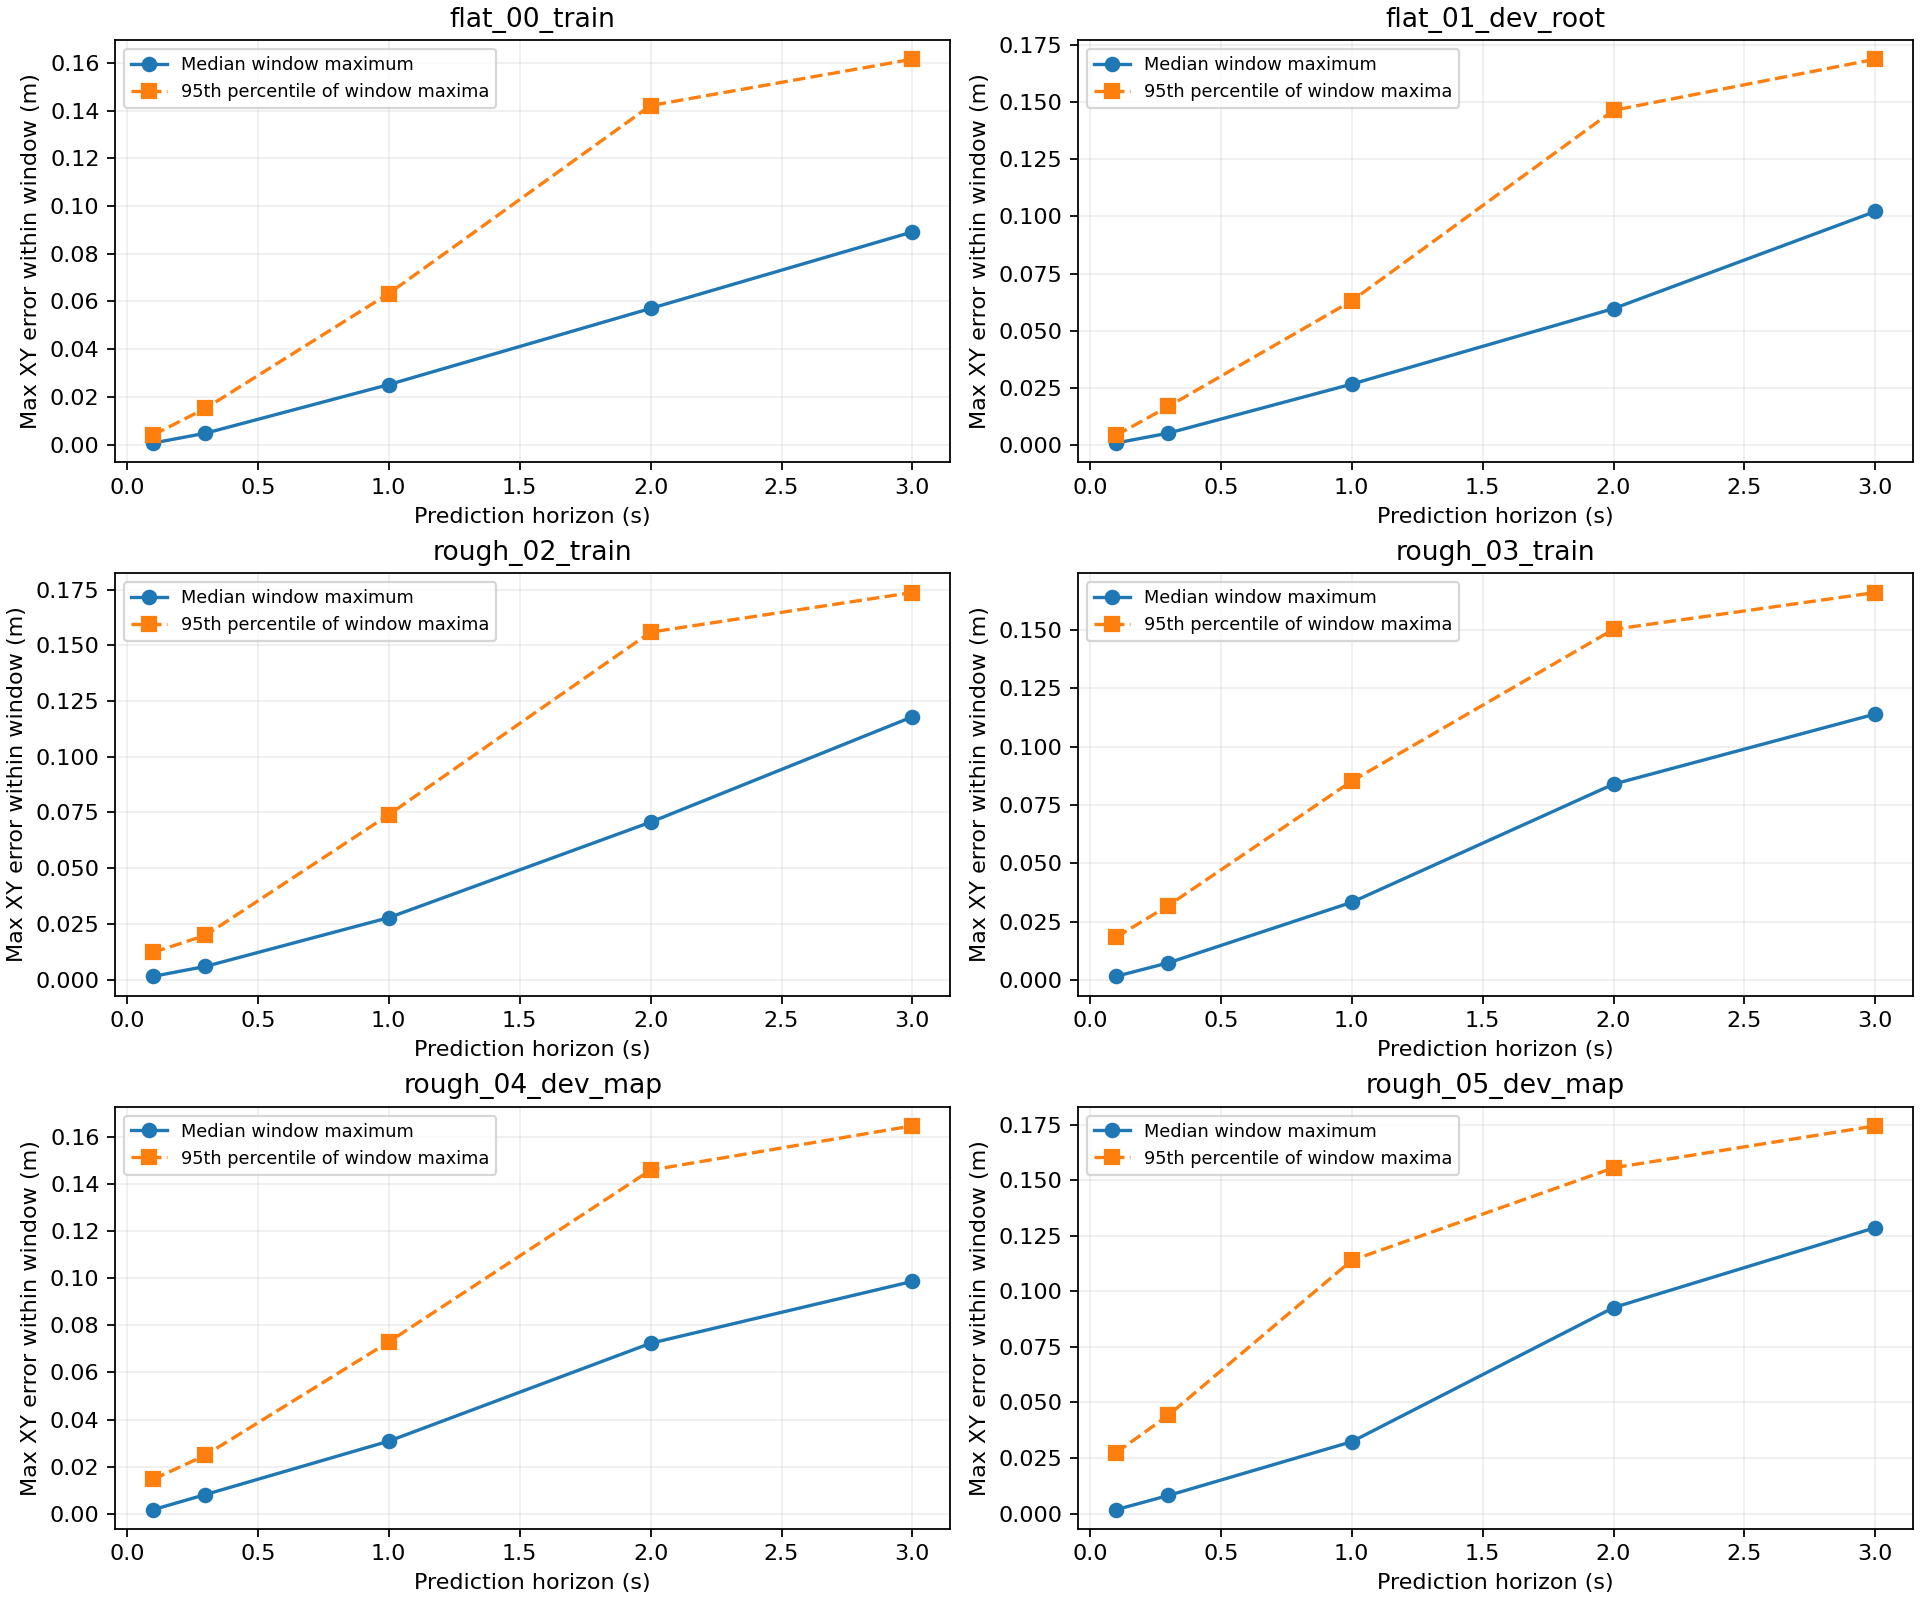 flat_00_train
Max XY error within window (m)
Median window maximum
95th percentile of window maxima
0.16
0.14
0.12
0.10
0.08
0.06
0.04
0.02
0.00
0.0 0.5 1.0 1.5 2.0 2.5 3.0
Prediction horizon (s)
flat_01_dev_root
Max XY error within window (m)
Median window maximum
95th percentile of window maxima
0.175
0.150
0.125
0.100
0.075
0.050
0.025
0.000
0.0 0.5 1.0 1.5 2.0 2.5 3.0
Prediction horizon (s)
rough_02_train
Max XY error within window (m)
Median window maximum
95th percentile of window maxima
0.175
0.150
0.125
0.100
0.075
0.050
0.025
0.000
0.0 0.5 1.0 1.5 2.0 2.5 3.0
Prediction horizon (s)
rough_03_train
Max XY error within window (m)
Median window maximum
95th percentile of window maxima
0.150
0.125
0.100
0.075
0.050
0.025
0.000
0.0 0.5 1.0 1.5 2.0 2.5 3.0
Prediction horizon (s)
rough_04_dev_map
Max XY error within window (m)
Median window maximum
95th percentile of window maxima
0.16
0.14
0.12
0.10
0.08
0.06
0.04
0.02
0.00
0.0 0.5 1.0 1.5 2.0 2.5 3.0
Prediction horizon (s)
rough_05_dev_map
Max XY error within window (m)
Median window maximum
95th percentile of window maxima
0.175
0.150
0.125
0.100
0.075
0.050
0.025
0.000
0.0 0.5 1.0 1.5 2.0 2.5 3.0
Prediction horizon (s)